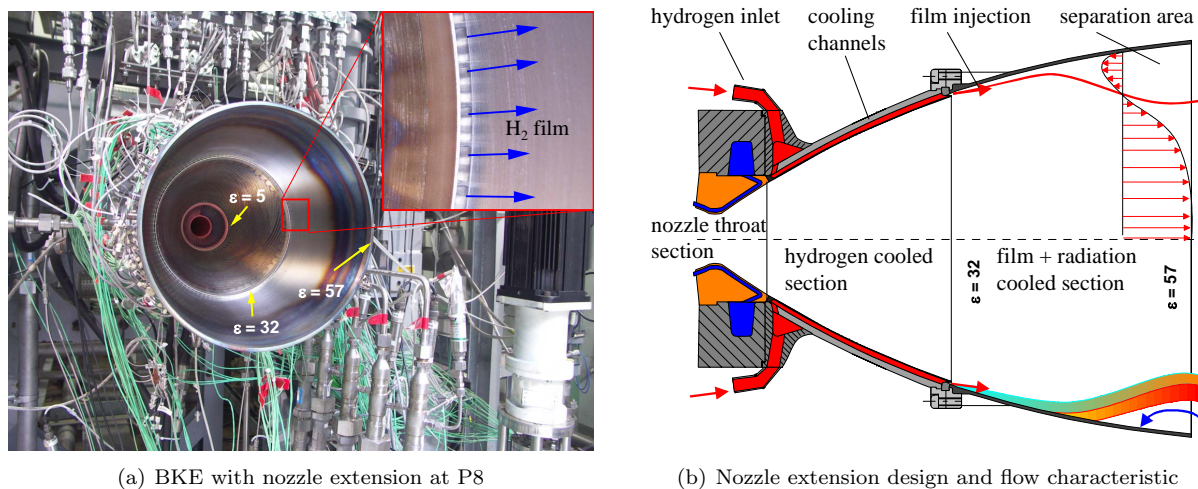 H₂ film
ε = 5
ε = 57
ε = 32
(a) BKE with nozzle extension at P8
hydrogen inlet
cooling
channels
film injection
separation area
nozzle throat
section
hydrogen cooled
section
ε = 32
film + radiation
cooled section
ε = 57
(b) Nozzle extension design and flow characteristic